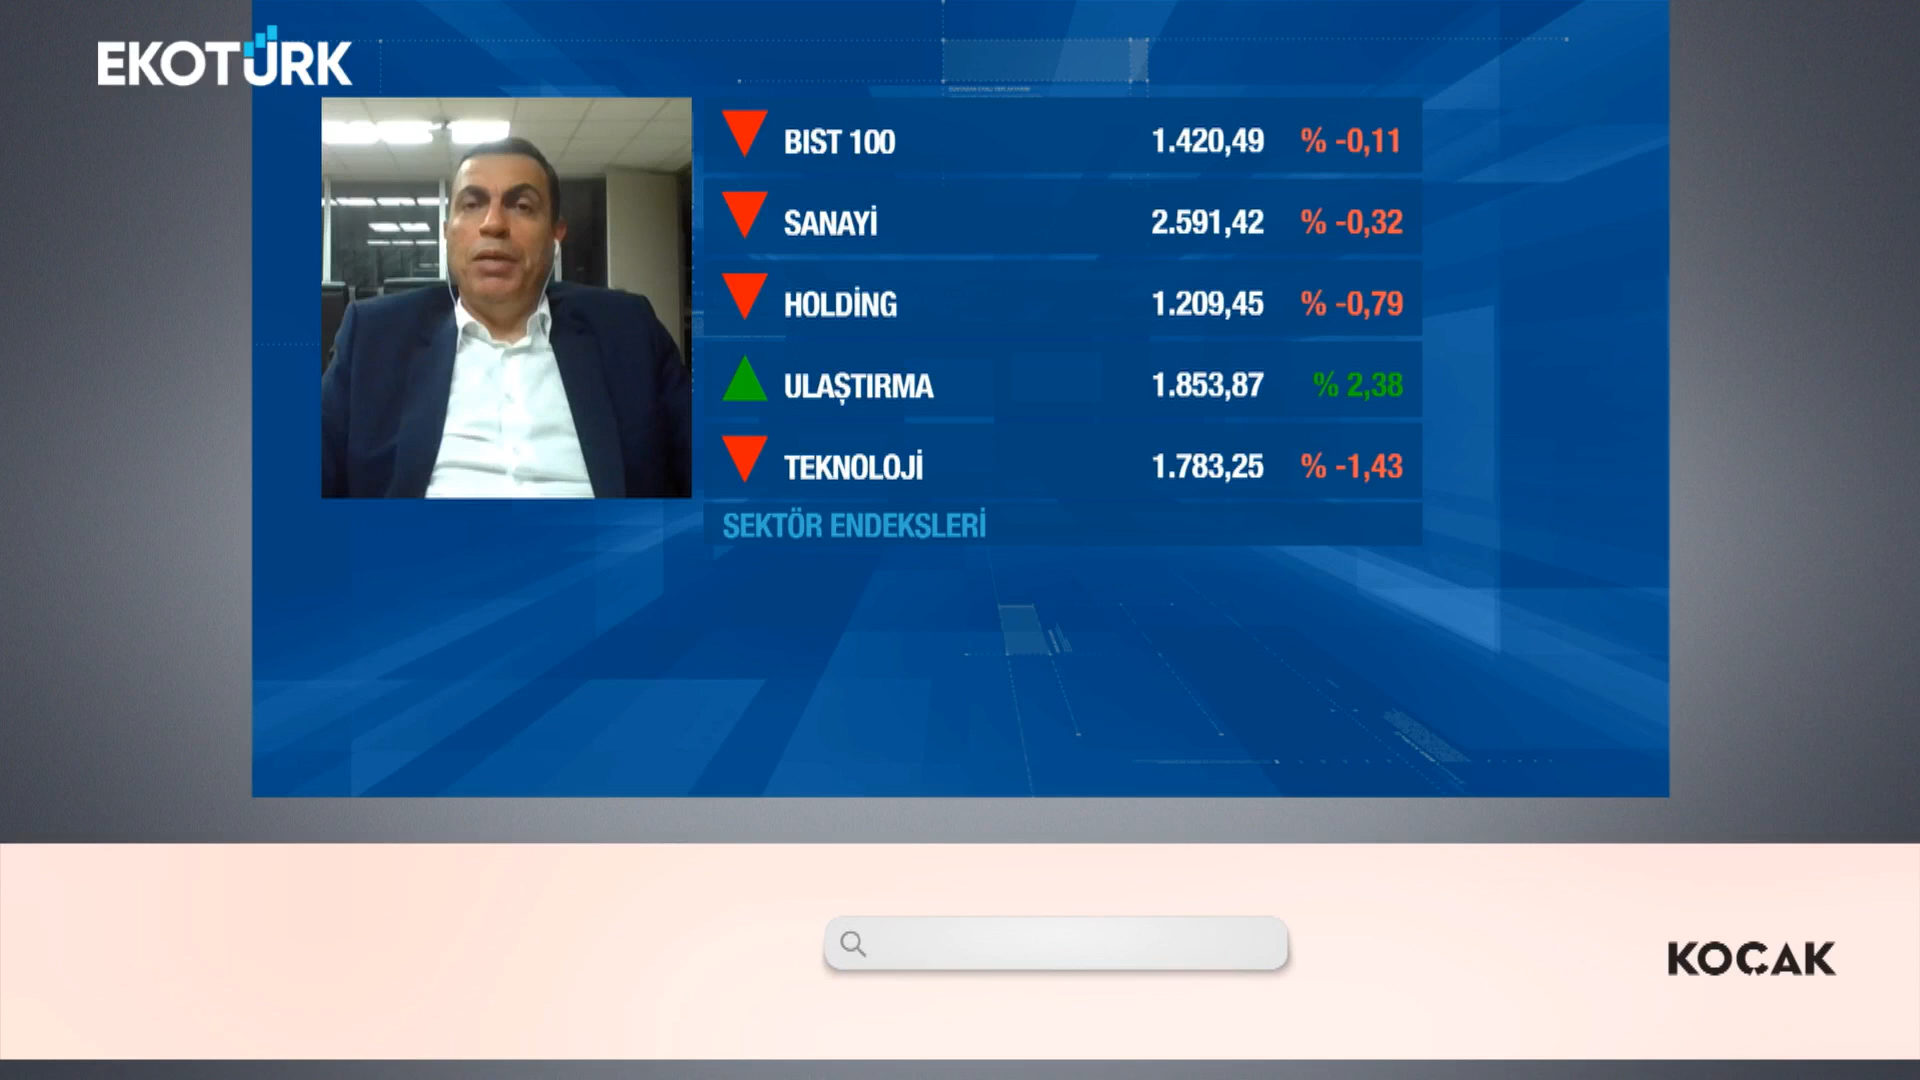 EKOTÜRK
BIST 100 1.420,49 % -0,11
SANAYİ 2.591,42 % -0,32
HOLDİNG 1.209,45 % -0,79
ULAŞTIRMA 1.853,87 % 2,38
TEKNOLOJİ 1.783,25 % -1,43
SEKTÖR ENDEKSLERİ
KOÇAK